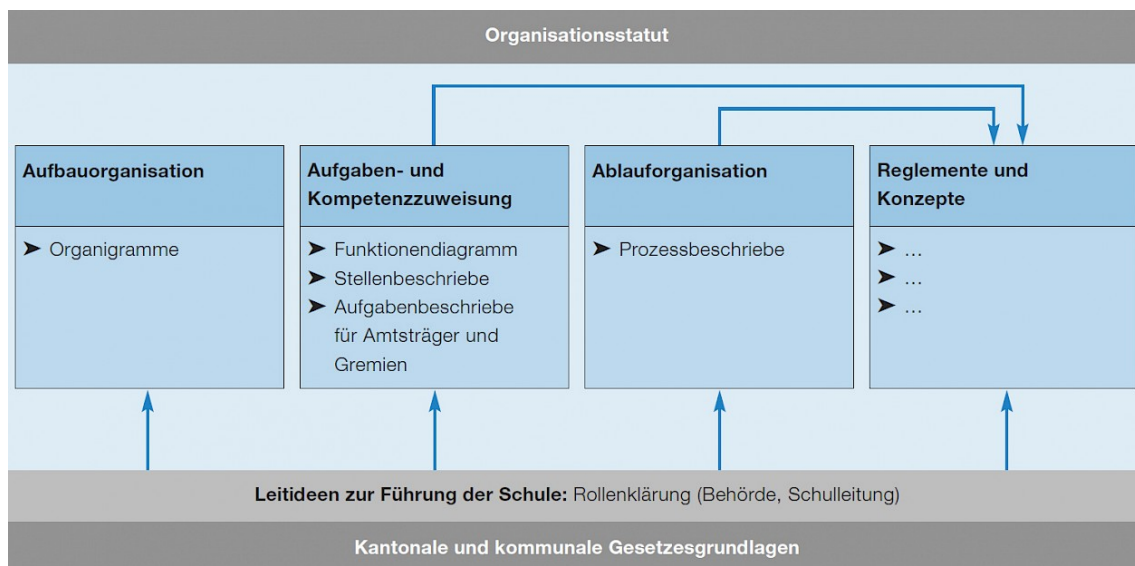 Organisationsstatut
Aufbauorganisation
➤ Organigramme
Aufgaben- und
Kompetenzzuweisung
➤ Funktionendiagramm
➤ Stellenbeschriebe
➤ Aufgabenbeschriebe
für Amtsträger und
Gremien
Ablauforganisation
➤ Prozessbeschriebe
Reglemente und
Konzepte
➤ ...
➤ ...
➤ ...
Leitideen zur Führung der Schule: Rollenklärung (Behörde, Schulleitung)
Kantonale und kommunale Gesetzesgrundlagen